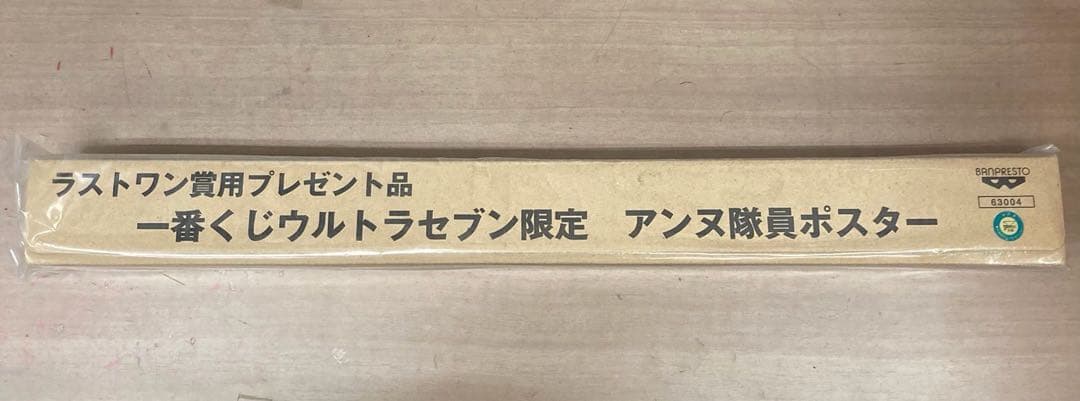 ラストワン賞用プレゼント品
一番くじウルトラセブン限定　アンヌ隊員ポスター
BANPRESTO
63004